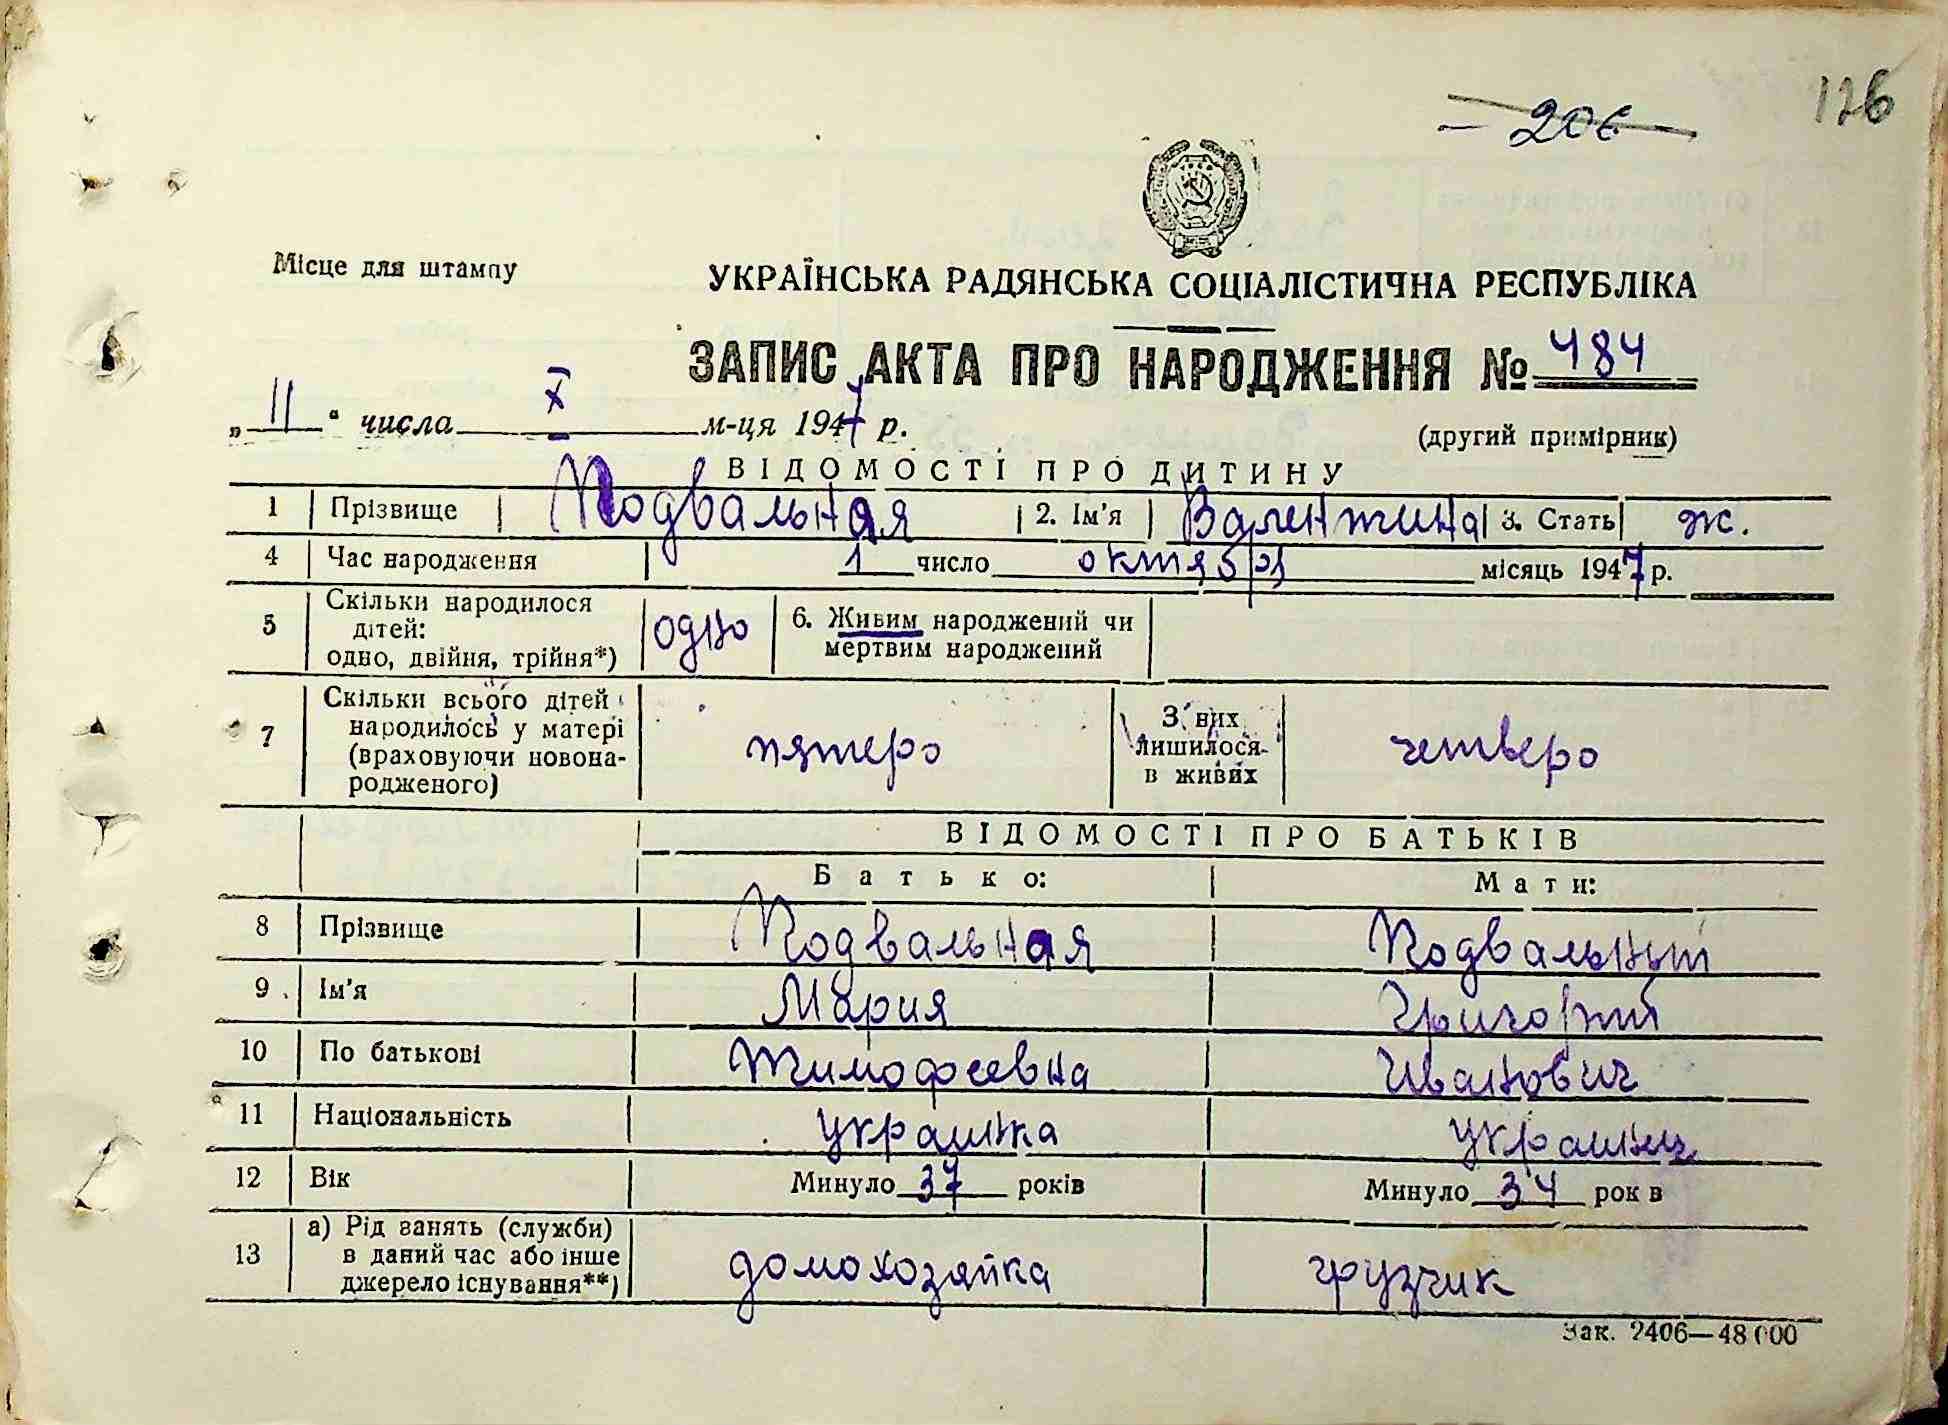 126
206
Місце для штампу
УКРАЇНСЬКА РАДЯНСЬКА СОЦІАЛІСТИЧНА РЕСПУБЛІКА
ЗАПИС АКТА ПРО НАРОДЖЕННЯ № 484
„11“ числа X м-ця 1947 р.
(другий примірник)
ВІДОМОСТІ ПРО ДИТИНУ
1 Прізвище Подвальная 2. Ім'я Валентина 3. Стать ж.
4 Час народження 1 число октября місяць 1947 р.
5 Скільки народилося дітей: одно, двійня, трійня*) одно 6. Живим народжений чи мертвим народжений
7 Скільки всього дітей народилось у матері (враховуючи новона-родженого) пятеро З них лишилося в живих четверо
ВІДОМОСТІ ПРО БАТЬКІВ
Батько: Мати:
8 Прізвище Подвальная Подвальный
9 Ім'я Мария Григорий
10 По батькові Тимофеевна Иванович
11 Національність украинка украинец
12 Вік Минуло 37 років Минуло 34 рок в
13 а) Рід занять (служби) в даний час або інше джерело існування**) домохозяйка грузчик
Зак. 2406—48000